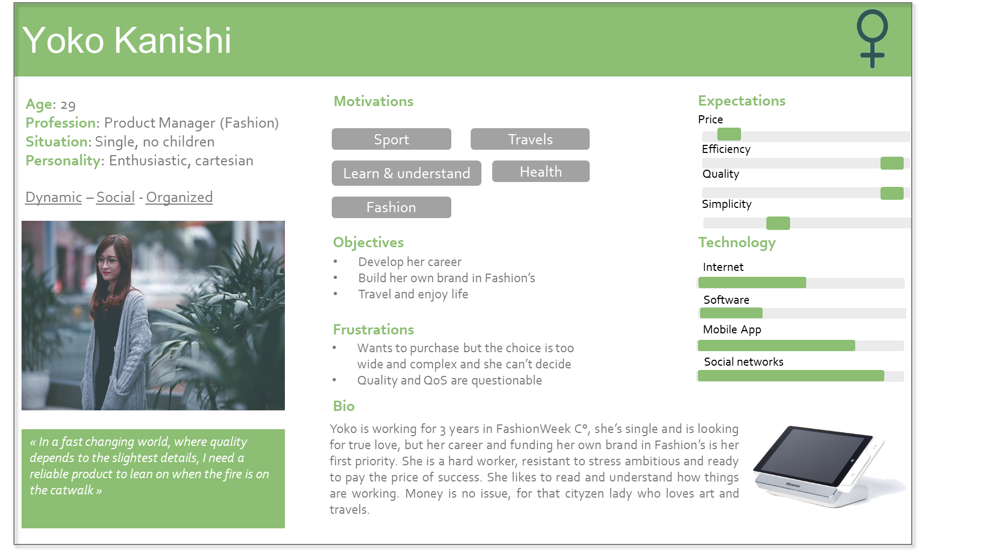 Yoko Kanishi
Age: 29
Profession: Product Manager (Fashion)
Situation: Single, no children
Personality: Enthusiastic, cartesian
Dynamic – Social - Organized
« In a fast changing world, where quality
depends to the slightest details, I need a
reliable product to lean on when the fire is on
the catwalk »
Motivations
Sport
Travels
Learn & understand
Health
Fashion
Objectives
• Develop her career
• Build her own brand in Fashion’s
• Travel and enjoy life
Frustrations
• Wants to purchase but the choice is too
wide and complex and she can’t decide
• Quality and QoS are questionable
Bio
Yoko is working for 3 years in FashionWeek C°, she’s single and is looking
for true love, but her career and funding her own brand in Fashion’s is her
first priority. She is a hard worker, resistant to stress ambitious and ready
to pay the price of success. She likes to read and understand how things
are working. Money is no issue, for that cityzen lady who loves art and
travels.
Expectations
Price
Efficiency
Quality
Simplicity
Technology
Internet
Software
Mobile App
Social networks
Hisense